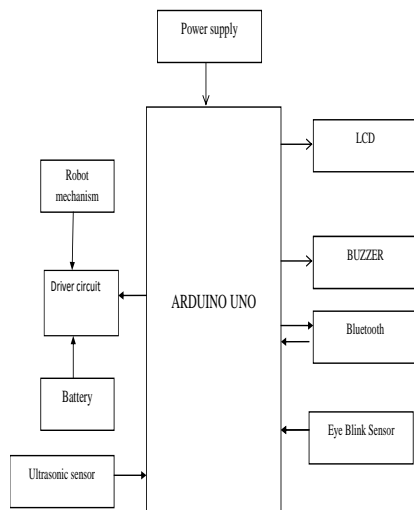 Power supply
LCD
Robot
mechanism
BUZZER
Driver circuit
ARDUINO UNO
Bluetooth
Battery
Eye Blink Sensor
Ultrasonic sensor